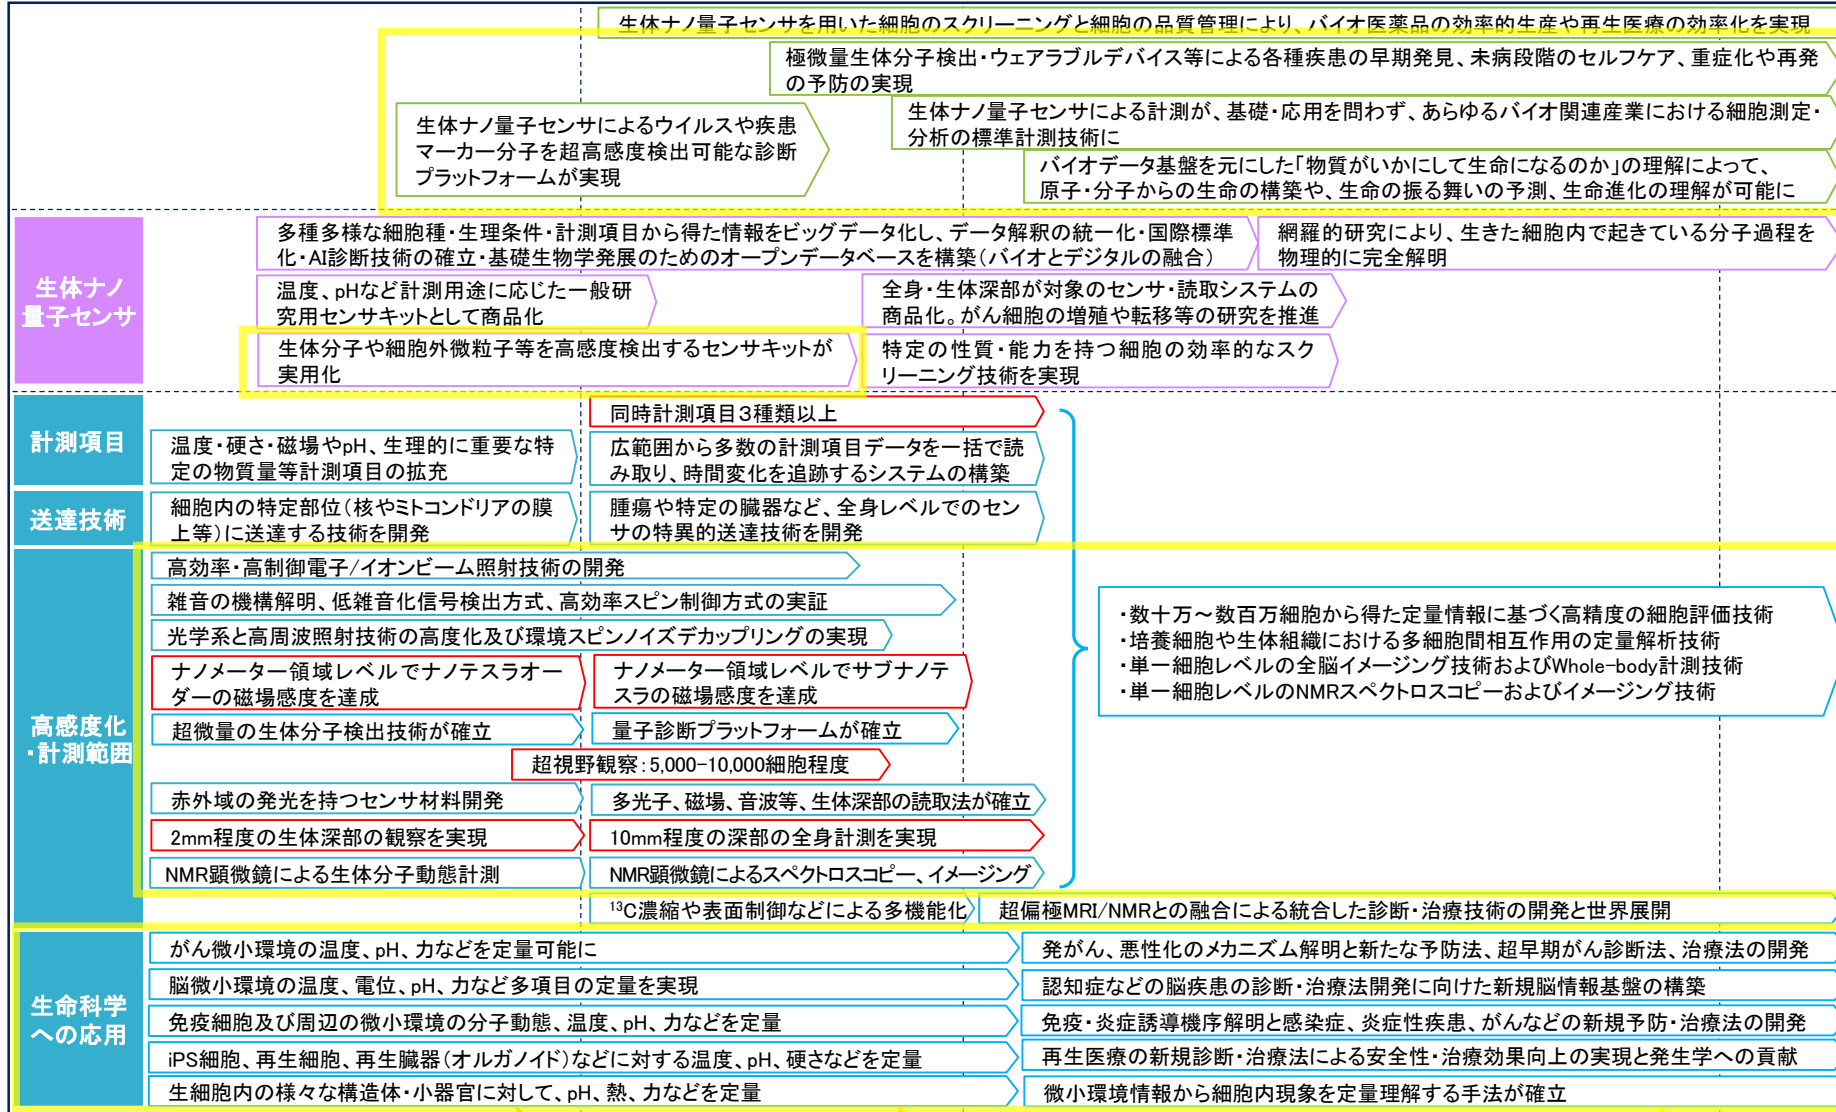 生体ナノ量子センサを用いた細胞のスクリーニングと細胞の品質管理により、バイオ医薬品の効率的生産や再生医療の効率化を実現
極微量生体分子検出・ウェアラブルデバイス等による各種疾患の早期発見、未病段階のセルフケア、重症化や再発
の予防の実現
生体ナノ量子センサによる計測が、基礎・応用を問わず、あらゆるバイオ関連産業における細胞測定・
分析の標準計測技術に
生体ナノ量子センサによるウイルスや疾患
マーカー分子を超高感度検出可能な診断
プラットフォームが実現
バイオデータ基盤を元にした「物質がいかにして生命になるのか」の理解によって、
原子・分子からの生命の構築や、生命の振る舞いの予測、生命進化の理解が可能に
生体ナノ
量子センサ
多種多様な細胞種・生理条件・計測項目から得た情報をビッグデータ化し、データ解釈の統一化・国際標準
化・AI診断技術の確立・基礎生物学発展のためのオープンデータベースを構築(バイオとデジタルの融合)
網羅的研究により、生きた細胞内で起きている分子過程を
物理的に完全解明
温度、pHなど計測用途に応じた一般研
究用センサキットとして商品化
全身・生体深部が対象のセンサ・読取システムの
商品化。がん細胞の増殖や転移等の研究を推進
生体分子や細胞外微粒子等を高感度検出するセンサキットが
実用化
特定の性質・能力を持つ細胞の効率的なスク
リーニング技術を実現
計測項目
同時計測項目3種類以上
温度・硬さ・磁場やpH、生理的に重要な特
定の物質量等計測項目の拡充
広範囲から多数の計測項目データを一括で読
み取り、時間変化を追跡するシステムの構築
送達技術
細胞内の特定部位(核やミトコンドリアの膜
上等)に送達する技術を開発
腫瘍や特定の臓器など、全身レベルでのセン
サの特異的送達技術を開発
高感度化
・計測範囲
高効率・高制御電子/イオンビーム照射技術の開発
雑音の機構解明、低雑音化信号検出方式、高効率スピン制御方式の実証
光学系と高周波照射技術の高度化及び環境スピンノイズデカップリングの実現
ナノメーター領域レベルでナノテスラオー
ダーの磁場感度を達成
ナノメーター領域レベルでサブナノテ
スラの磁場感度を達成
超微量の生体分子検出技術が確立
量子診断プラットフォームが確立
超視野観察:5,000-10,000細胞程度
赤外域の発光を持つセンサ材料開発
多光子、磁場、音波等、生体深部の読取法が確立
2mm程度の生体深部の観察を実現
10mm程度の深部の全身計測を実現
NMR顕微鏡による生体分子動態計測
NMR顕微鏡によるスペクトロスコピー、イメージング
・数十万~数百万細胞から得た定量情報に基づく高精度の細胞評価技術
・培養細胞や生体組織における多細胞間相互作用の定量解析技術
・単一細胞レベルの全脳イメージング技術およびWhole-body計測技術
・単一細胞レベルのNMRスペクトロスコピーおよびイメージング技術
¹³C濃縮や表面制御などによる多機能化
超偏極MRI/NMRとの融合による統合した診断・治療技術の開発と世界展開
生命科学
への応用
がん微小環境の温度、pH、力などを定量可能に
発がん、悪性化のメカニズム解明と新たな予防法、超早期がん診断法、治療法の開発
脳微小環境の温度、電位、pH、力など多項目の定量を実現
認知症などの脳疾患の診断・治療法開発に向けた新規脳情報基盤の構築
免疫細胞及び周辺の微小環境の分子動態、温度、pH、力などを定量
免疫・炎症誘導機序解明と感染症、炎症性疾患、がんなどの新規予防・治療法の開発
iPS細胞、再生細胞、再生臓器(オルガノイド)などに対する温度、pH、硬さなどを定量
再生医療の新規診断・治療法による安全性・治療効果向上の実現と発生学への貢献
生細胞内の様々な構造体・小器官に対して、pH、熱、力などを定量
微小環境情報から細胞内現象を定量理解する手法が確立